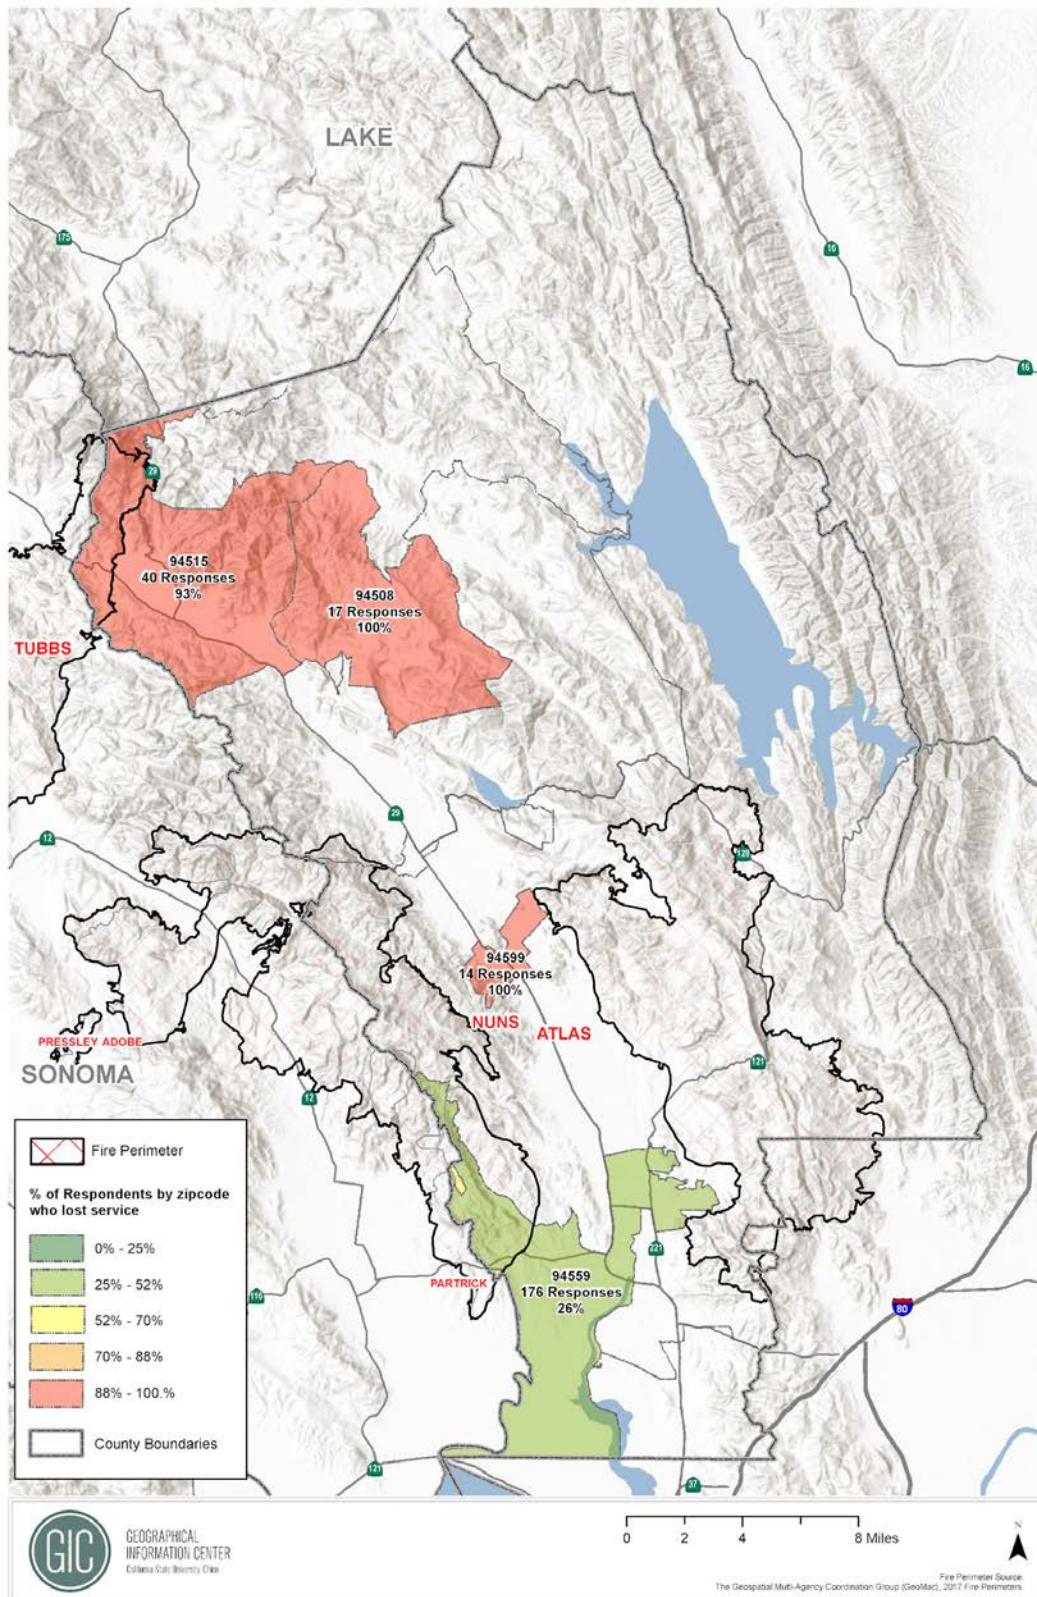 LAKE
175
16
16
29
94515
40 Responses
93%
94508
17 Responses
100%
TUBBS
29
12
128
94599
14 Responses
100%
NUNS
ATLAS
PRESSLEY ADOBE
SONOMA
121
12
Fire Perimeter
% of Respondents by zipcode
who lost service
0% - 25%
25% - 52%
52% - 70%
70% - 88%
88% - 100.%
County Boundaries
221
PARTRICK
94559
176 Responses
26%
116
80
121
37
GIC
GEOGRAPHICAL
INFORMATION CENTER
California State University, Chico
0 2 4 8 Miles
N
Fire Perimeter Source:
The Geospatial Multi-Agency Coordination Group (GeoMac), 2017 Fire Perimeters.